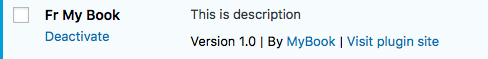 Fr My Book
This is description
Deactivate
Version 1.0 | By MyBook | Visit plugin site